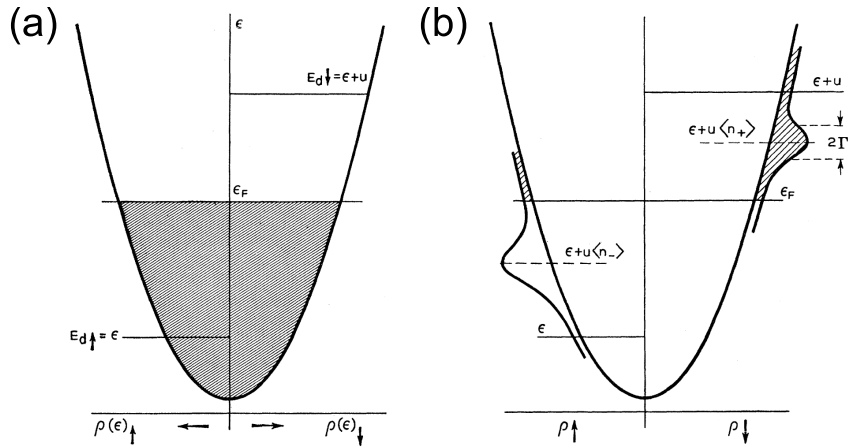 (a)
ϵ
E_d↓=ϵ+u
ϵ_F
E_d↑=ϵ
ρ(ϵ)↑
ρ(ϵ)↓
(b)
ϵ+u
ϵ+u⟨n₊⟩
2Γ
ϵ_F
ϵ+u⟨n₋⟩
ϵ
ρ↑
ρ↓